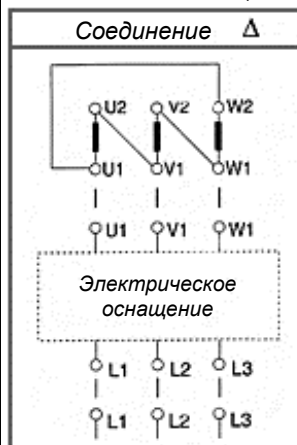 Соединение Δ
U2 V2 W2
U1 V1 W1
U1 V1 W1
Электрическое
оснащение
L1 L2 L3
L1 L2 L3